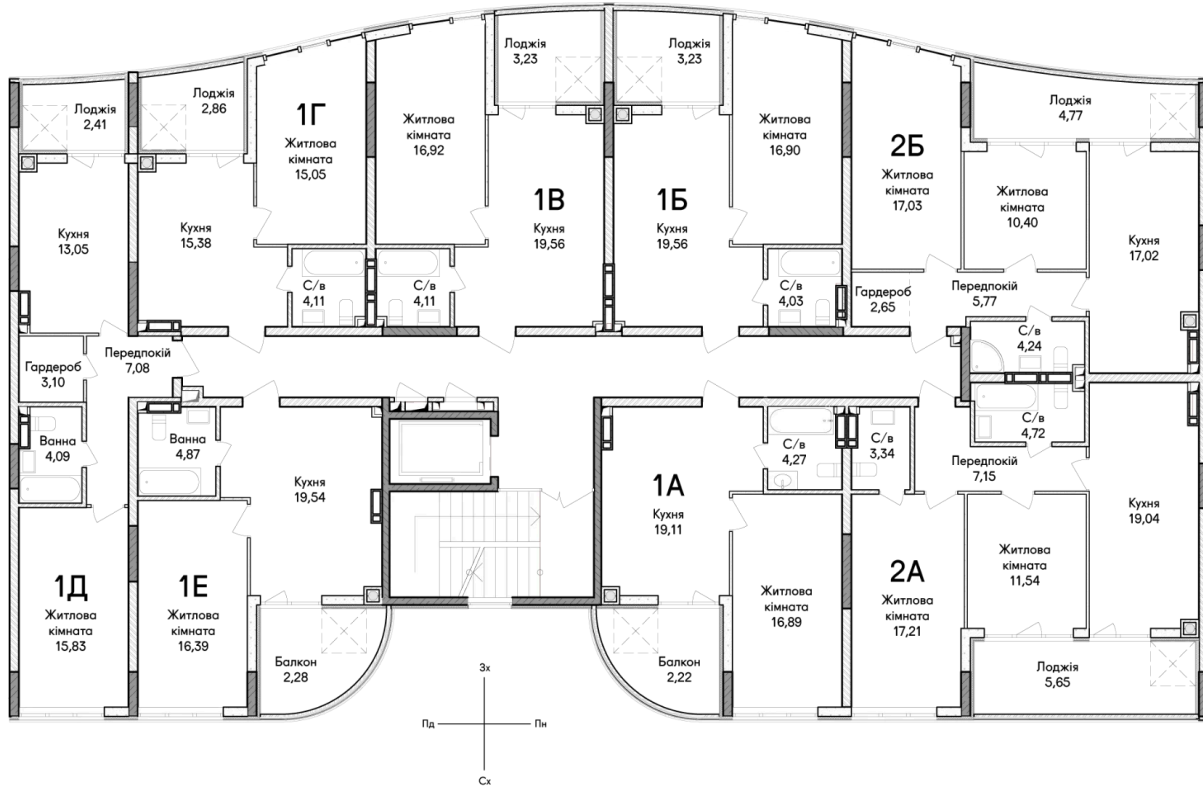 Лоджія
2,41
Лоджія
2,86
1Г
Житлова
кімната
15,05
Житлова
кімната
16,92
Лоджія
3,23
Лоджія
3,23
Житлова
кімната
16,90
2Б
Житлова
кімната
17,03
Лоджія
4,77
Житлова
кімната
10,40
Кухня
13,05
Кухня
15,38
1В
Кухня
19,56
1Б
Кухня
19,56
Кухня
17,02
С/в
4,11
С/в
4,11
С/в
4,03
Гардероб
2,65
Передпокій
5,77
С/в
4,24
Гардероб
3,10
Передпокій
7,08
Ванна
4,09
Ванна
4,87
Кухня
19,54
1А
Кухня
19,11
С/в
4,27
С/в
3,34
С/в
4,72
Передпокій
7,15
Кухня
19,04
1Д
Житлова
кімната
15,83
1Е
Житлова
кімната
16,39
Житлова
кімната
16,89
2А
Житлова
кімната
17,21
Житлова
кімната
11,54
Балкон
2,28
Балкон
2,22
Лоджія
5,65
Зх
Пд
Пн
Сх